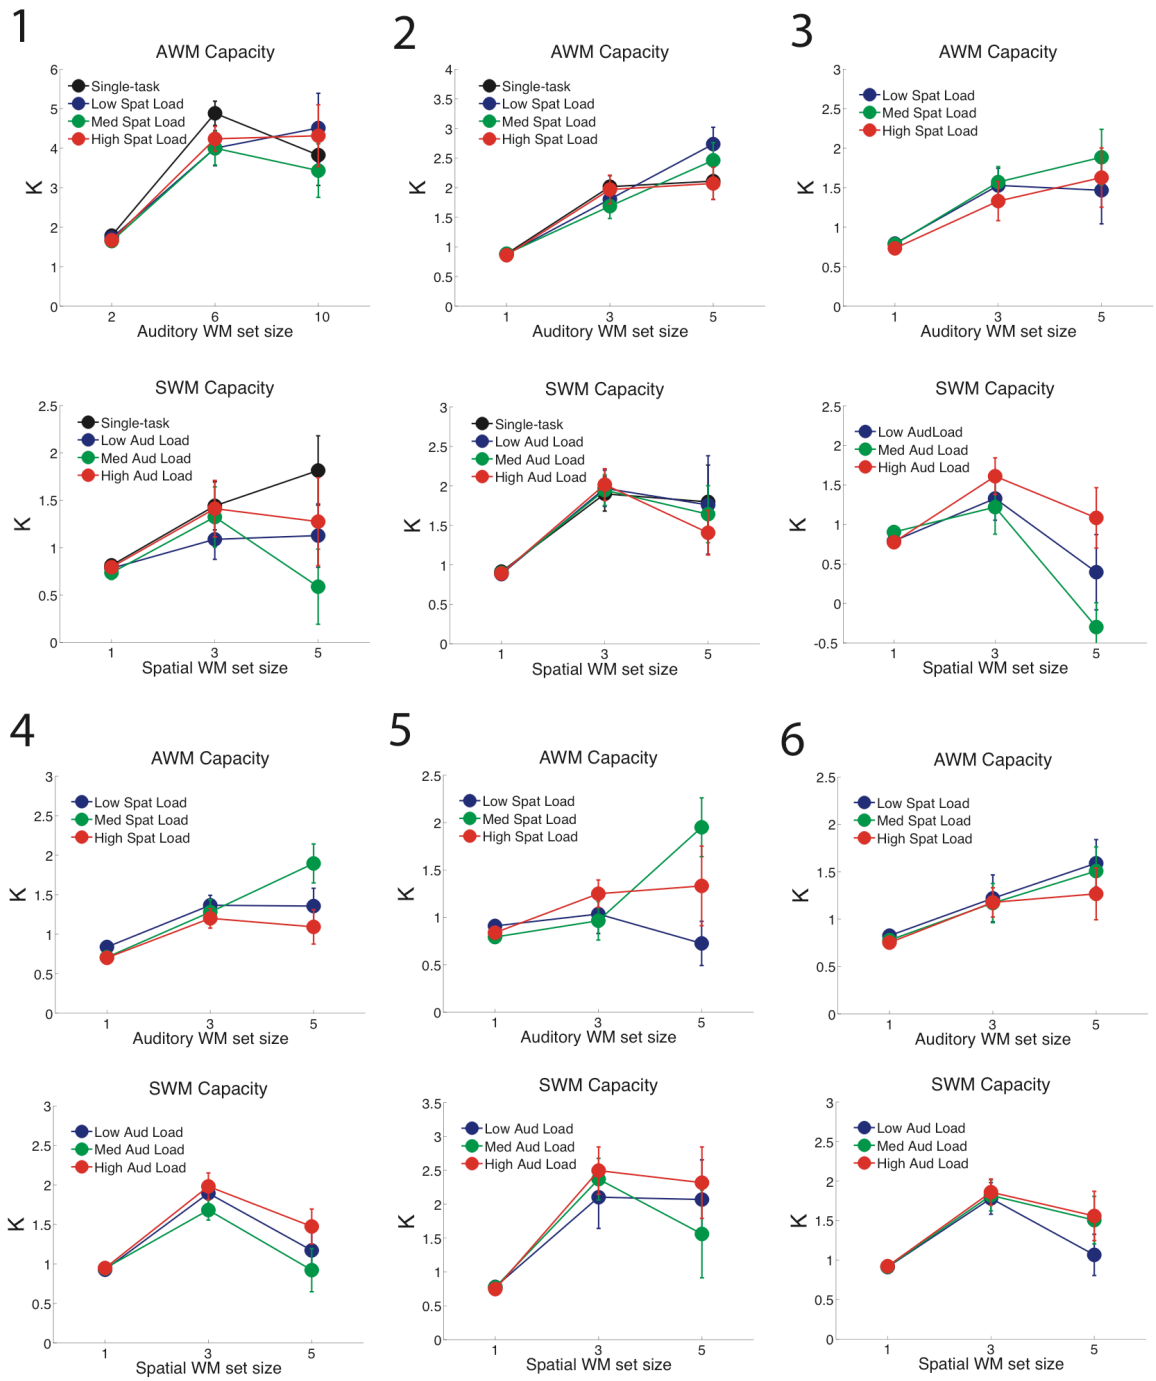 1
AWM Capacity
6
5
4
3
2
1
0
K
Single-task
Low Spat Load
Med Spat Load
High Spat Load
2 6 10
Auditory WM set size
SWM Capacity
2.5
2
1.5
1
0.5
0
K
Single-task
Low Aud Load
Med Aud Load
High Aud Load
1 3 5
Spatial WM set size
2
AWM Capacity
4
3.5
3
2.5
2
1.5
1
0.5
0
K
Single-task
Low Spat Load
Med Spat Load
High Spat Load
1 3 5
Auditory WM set size
SWM Capacity
3
2.5
2
1.5
1
0.5
0
K
Single-task
Low Aud Load
Med Aud Load
High Aud Load
1 3 5
Spatial WM set size
3
AWM Capacity
3
2.5
2
1.5
1
0.5
0
K
Low Spat Load
Med Spat Load
High Spat Load
1 3 5
Auditory WM set size
SWM Capacity
2.5
2
1.5
1
0.5
0
-0.5
K
Low AudLoad
Med Aud Load
High Aud Load
1 3 5
Spatial WM set size
4
AWM Capacity
3
2.5
2
1.5
1
0.5
0
K
Low Spat Load
Med Spat Load
High Spat Load
1 3 5
Auditory WM set size
SWM Capacity
3
2.5
2
1.5
1
0.5
0
K
Low Aud Load
Med Aud Load
High Aud Load
1 3 5
Spatial WM set size
5
AWM Capacity
2.5
2
1.5
1
0.5
0
K
Low Spat Load
Med Spat Load
High Spat Load
1 3 5
Auditory WM set size
SWM Capacity
3.5
3
2.5
2
1.5
1
0.5
0
K
Low Aud Load
Med Aud Load
High Aud Load
1 3 5
Spatial WM set size
6
AWM Capacity
2.5
2
1.5
1
0.5
0
K
Low Spat Load
Med Spat Load
High Spat Load
1 3 5
Auditory WM set size
SWM Capacity
3
2.5
2
1.5
1
0.5
0
K
Low Aud Load
Med Aud Load
High Aud Load
1 3 5
Spatial WM set size